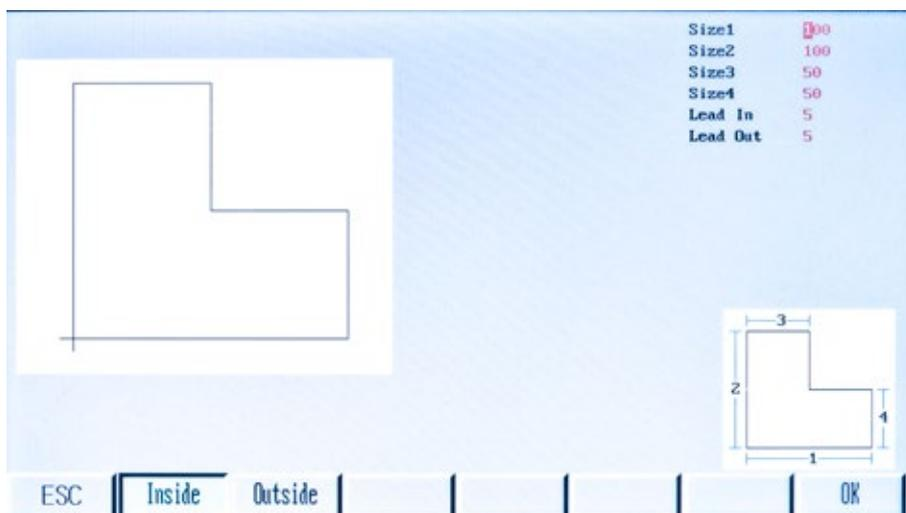 Size1 100
Size2 100
Size3 50
Size4 50
Lead In 5
Lead Out 5
3
2
4
1
ESC Inside Outside OK